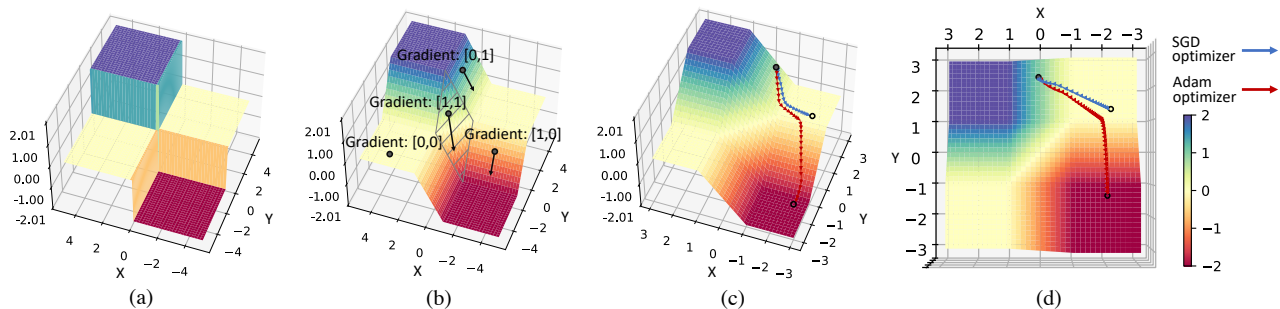 2.01
1.00
0.00
-1.00
-2.01
4
2
0
−2
−4
X
4
2
0
−2
−4
Y
(a)
Gradient: [0,1]
Gradient: [1,1]
Gradient: [0,0]
Gradient: [1,0]
2.01
1.00
0.00
-1.00
-2.01
4
2
0
−2
−4
X
4
2
0
−2
−4
Y
(b)
2.01
1.00
0.00
-1.00
-2.01
3
2
1
0
−1
−2
−3
X
3
2
1
0
−1
−2
−3
Y
(c)
X
3 2 1 0 −1 −2 −3
3
2
1
Y 0
−1
−2
−3
(d)
SGD
optimizer
Adam
optimizer
2
1
0
−1
−2